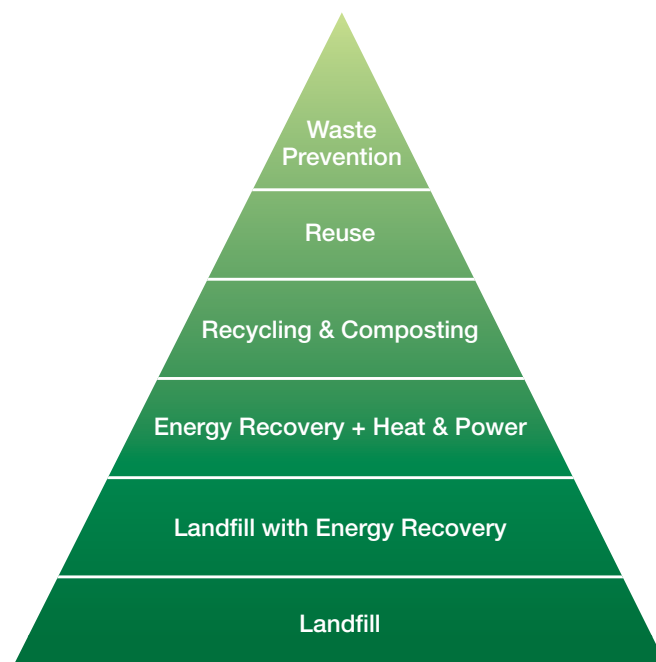 Waste
Prevention
Reuse
Recycling & Composting
Energy Recovery + Heat & Power
Landfill with Energy Recovery
Landfill